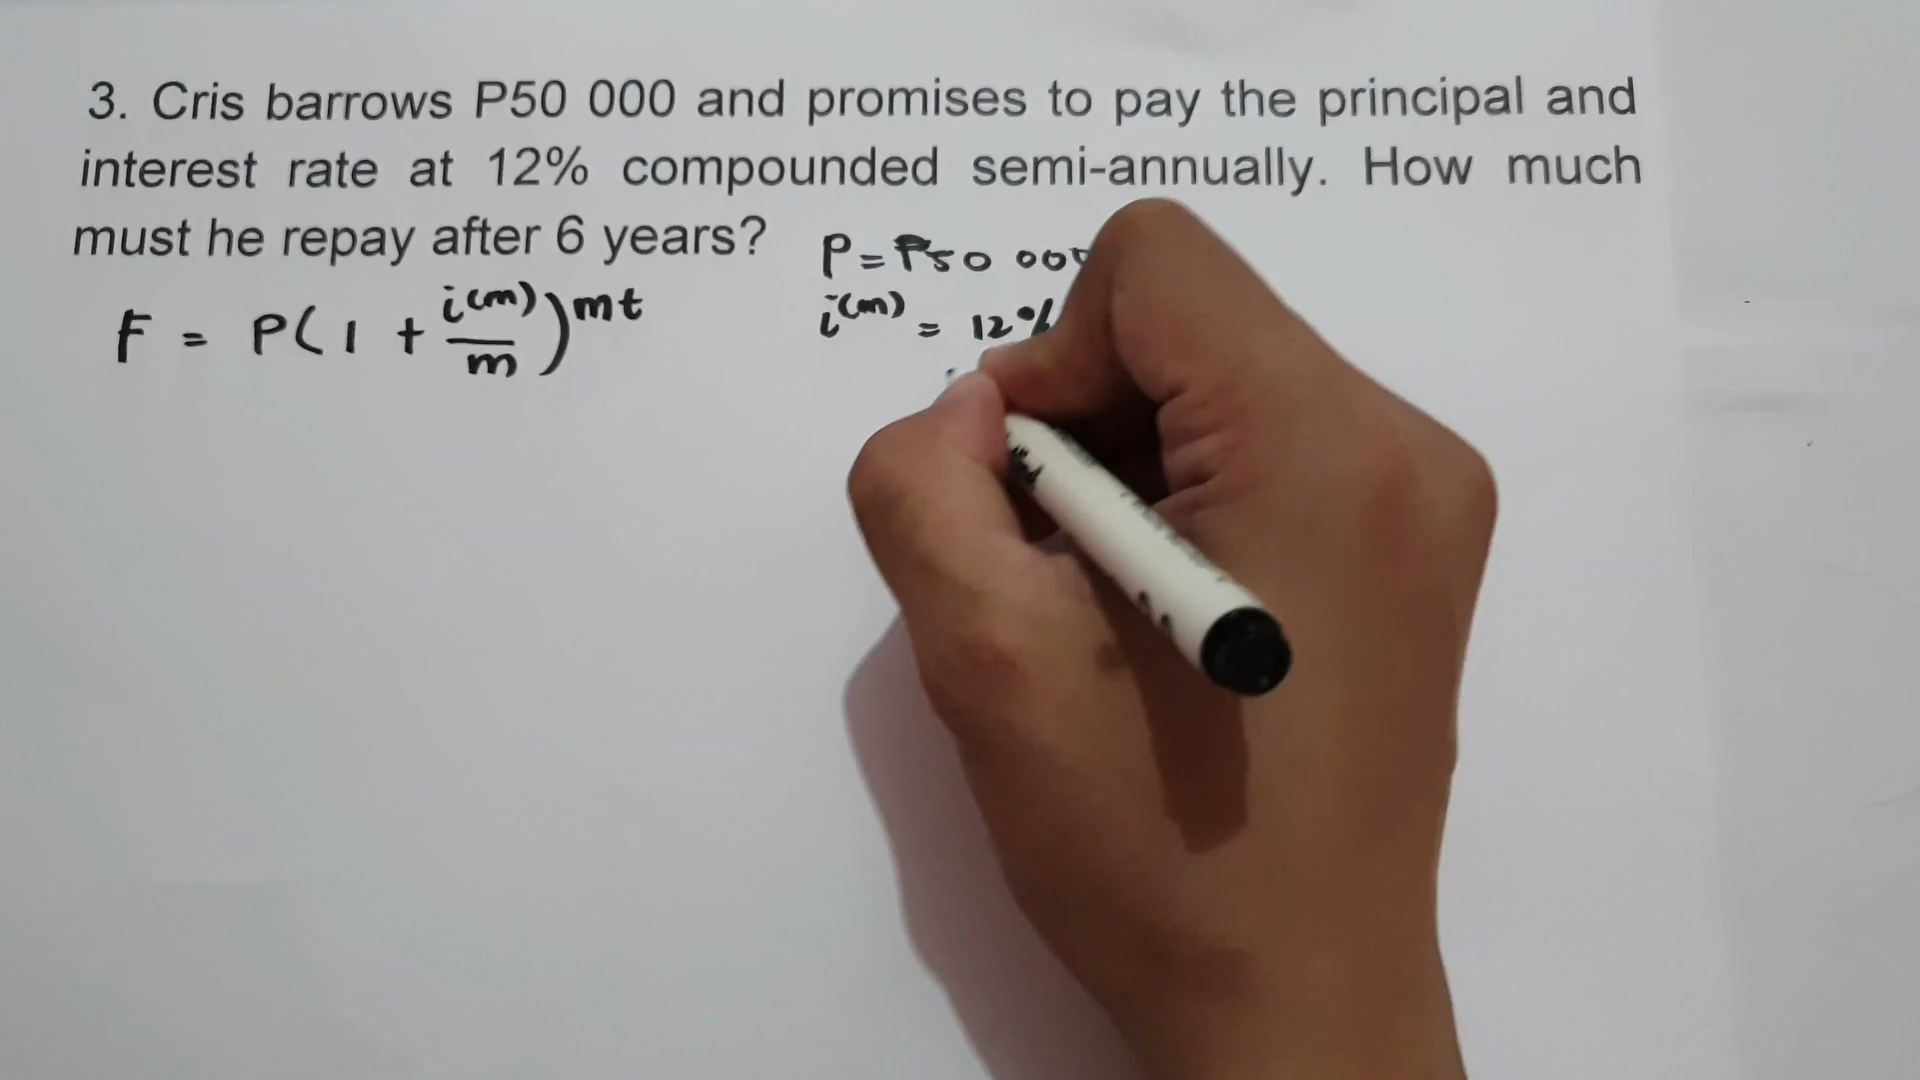 3. Cris barrows P50 000 and promises to pay the principal and
interest rate at 12% compounded semi-annually. How much
must he repay after 6 years?
P = ₱50 000
F = P(1 + i^(m)/m)^mt
i^(m) = 12%